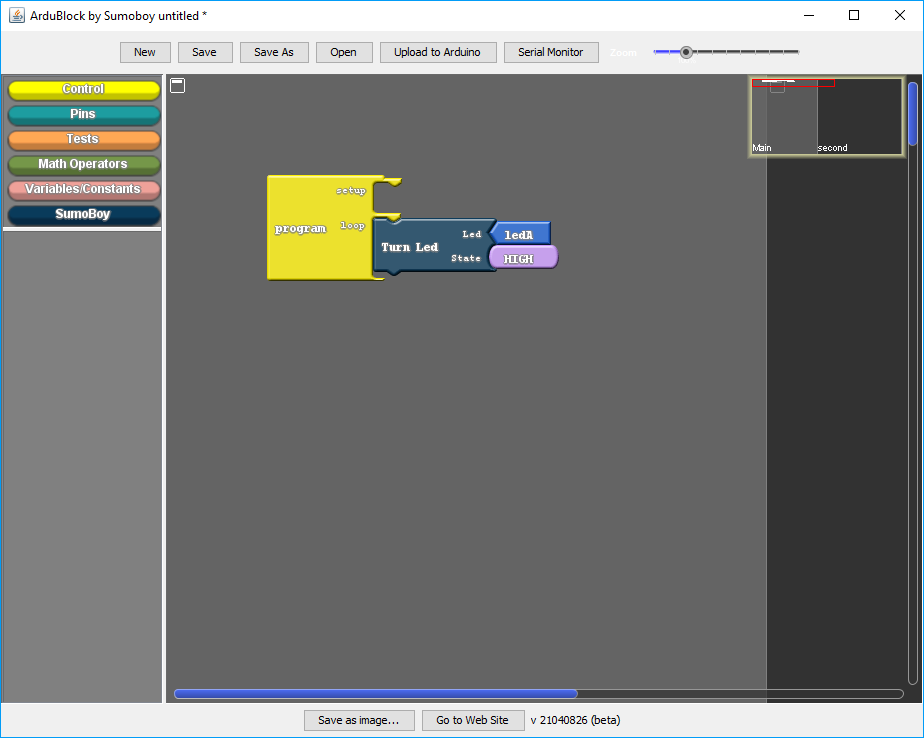 ArduBlock by Sumoboy untitled *
New Save Save As Open Upload to Arduino Serial Monitor Zoom
Control
Pins
Tests
Math Operators
Variables/Constants
SumoBoy
Main second
setup
program loop
Turn Led Led ledA
State HIGH
Save as image... Go to Web Site v 21040826 (beta)